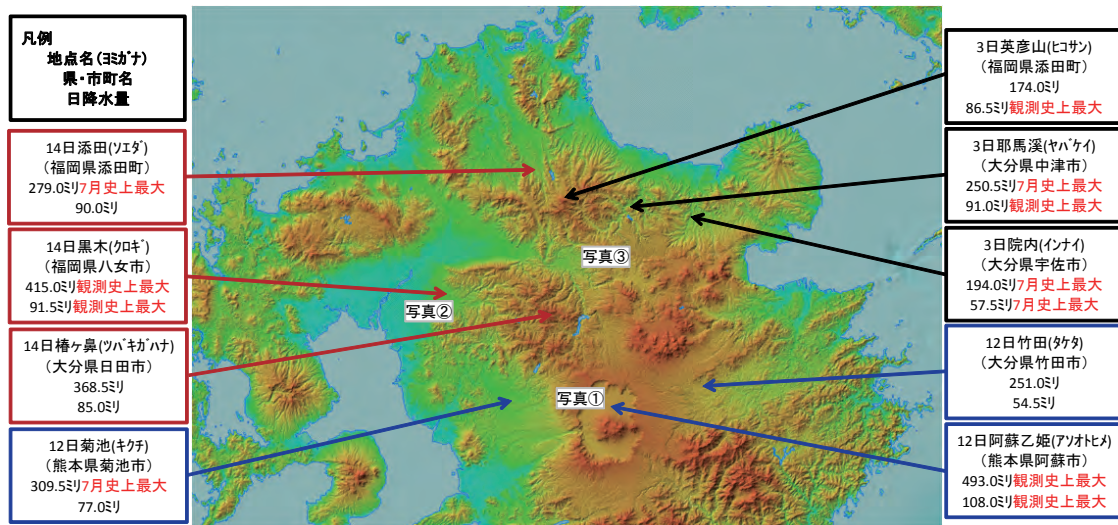 凡例
地点名(ﾖﾐｶﾞﾅ)
県・市町名
日降水量
14日添田(ｿｴﾀﾞ)
(福岡県添田町)
279.0ﾐﾘ7月史上最大
90.0ﾐﾘ
14日黒木(ｸﾛｷﾞ)
(福岡県八女市)
415.0ﾐﾘ観測史上最大
91.5ﾐﾘ観測史上最大
14日椿ヶ鼻(ﾂﾊﾞｷｶﾞﾊﾅ)
(大分県日田市)
368.5ﾐﾘ
85.0ﾐﾘ
12日菊池(ｷｸﾁ)
(熊本県菊池市)
309.5ﾐﾘ7月史上最大
77.0ﾐﾘ
写真③
写真②
写真①
3日英彦山(ﾋｺサﾝ)
(福岡県添田町)
174.0ﾐﾘ
86.5ﾐﾘ観測史上最大
3日耶馬溪(ﾔﾊﾞｹｲ)
(大分県中津市)
250.5ﾐﾘ7月史上最大
91.0ﾐﾘ観測史上最大
3日院内(ｲﾝﾅｲ)
(大分県宇佐市)
194.0ﾐﾘ7月史上最大
57.5ﾐﾘ7月史上最大
12日竹田(ﾀｹﾀ)
(大分県竹田市)
251.0ﾐﾘ
54.5ﾐﾘ
12日阿蘇乙姫(ｱｿｵﾄﾋﾒ)
(熊本県阿蘇市)
493.0ﾐﾘ観測史上最大
108.0ﾐﾘ観測史上最大